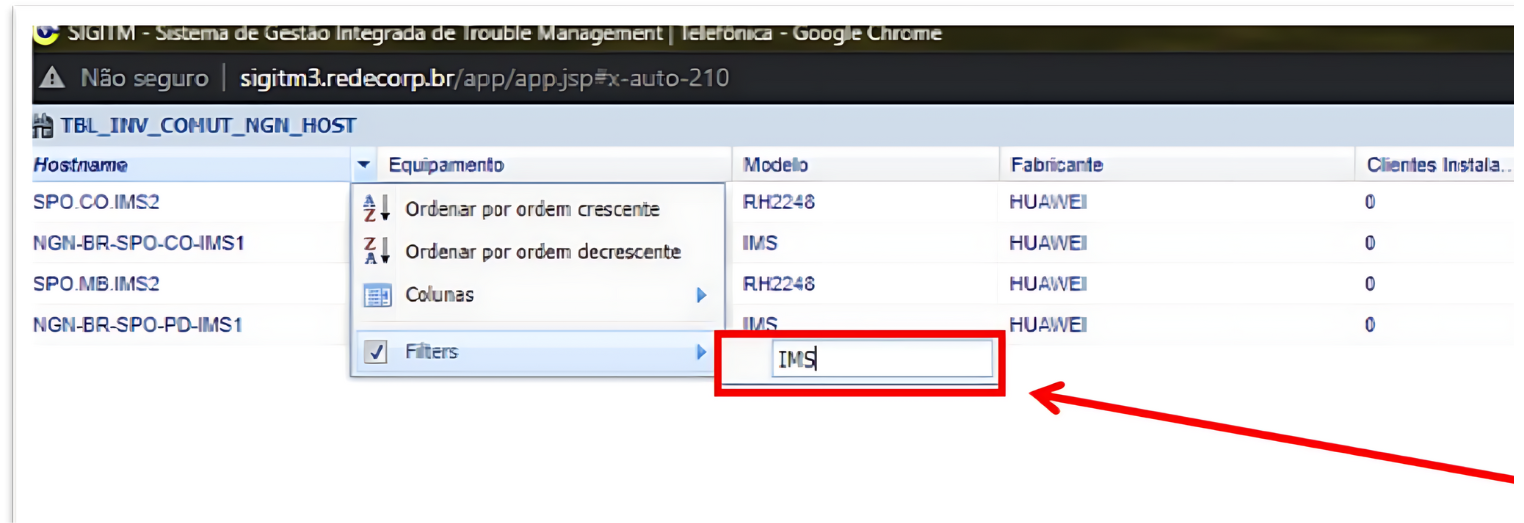 SIGITM - Sistema de Gestão Integrada de Trouble Management | Telefônica - Google Chrome
Não seguro | sigitm3.redecorp.br/app/app.jsp#x-auto-210
TBL_INV_COMUT_NGN_HOST
Hostname Equipamento Modelo Fabricante Clientes Instala...
SPO.CO.IMS2 RH2248 HUAWEI 0
NGN-BR-SPO-CO-IMS1 IMS HUAWEI 0
SPO.MB.IMS2 RH2248 HUAWEI 0
NGN-BR-SPO-PD-IMS1 IMS HUAWEI 0
Ordenar por ordem crescente
Ordenar por ordem decrescente
Colunas
Filters
IMS